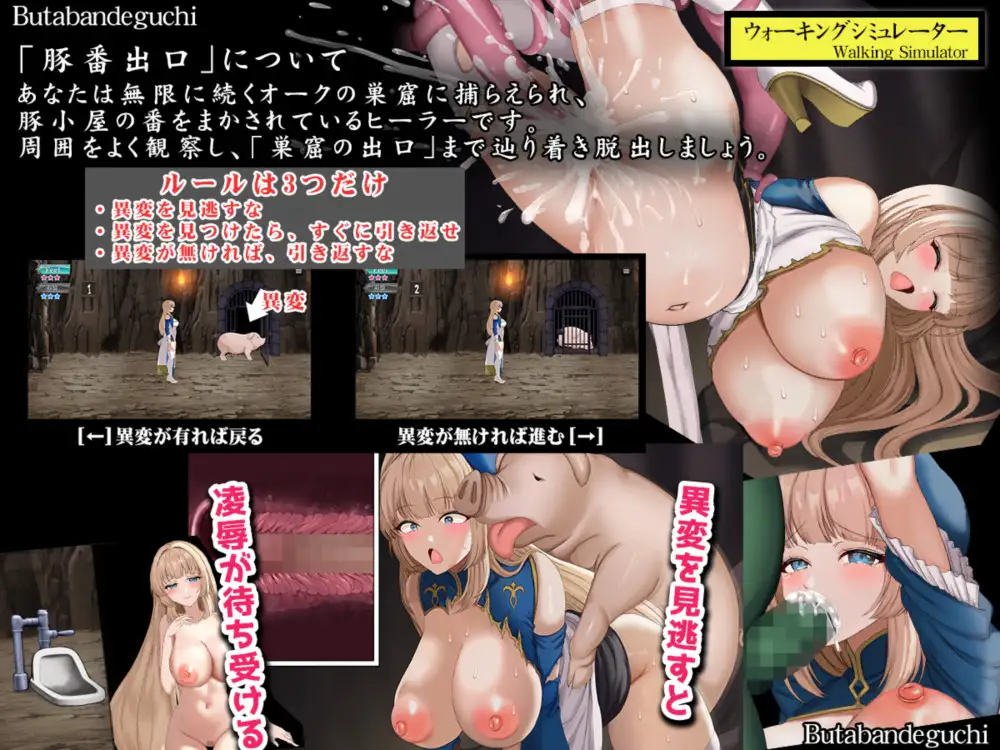 Butabandeguchi
ウォーキングシミュレーター
Walking Simulator
「豚番出口」について
あなたは無限に続くオークの巣窟に捕らえられ、
豚小屋の番をまかされているヒーラーです。
周囲をよく観察し、「巣窟の出口」まで辿り着き脱出しましょう。
ルールは3つだけ
・異変を見逃すな
・異変を見つけたら、すぐに引き返せ
・異変が無ければ、引き返すな
1
異変
2
[←]異変が有れば戻る
異変が無ければ進む[→]
異変を見逃すと
凌辱が待ち受ける
Butabandeguchi